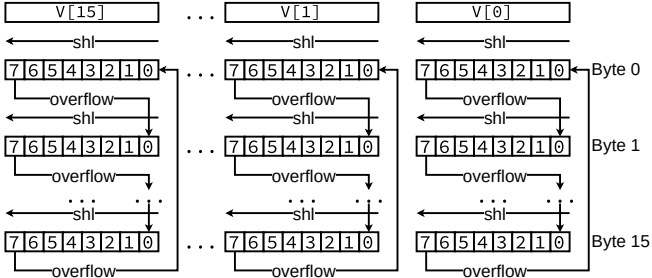 V[15] ... V[1] V[0]
shl shl shl
7 6 5 4 3 2 1 0 ... 7 6 5 4 3 2 1 0 7 6 5 4 3 2 1 0 Byte 0
overflow overflow overflow
shl shl shl
7 6 5 4 3 2 1 0 ... 7 6 5 4 3 2 1 0 7 6 5 4 3 2 1 0 Byte 1
overflow overflow overflow
... ... ... ... ... ...
shl shl shl
7 6 5 4 3 2 1 0 ... 7 6 5 4 3 2 1 0 7 6 5 4 3 2 1 0 Byte 15
overflow overflow overflow